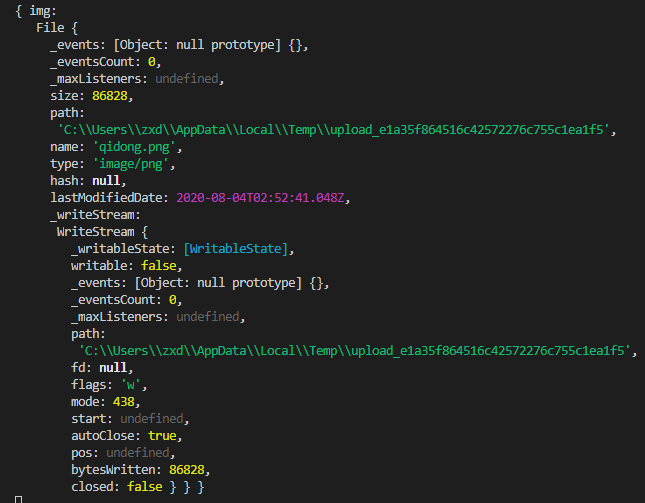 { img:
File {
_events: [Object: null prototype] {},
_eventsCount: 0,
_maxListeners: undefined,
size: 86828,
path:
'C:\\Users\\zxd\\AppData\\Local\\Temp\\upload_e1a35f864516c42572276c755c1ea1f5',
name: 'qidong.png',
type: 'image/png',
hash: null,
lastModifiedDate: 2020-08-04T02:52:41.048Z,
_writeStream:
WriteStream {
_writableState: [WritableState],
writable: false,
_events: [Object: null prototype] {},
_eventsCount: 0,
_maxListeners: undefined,
path:
'C:\\Users\\zxd\\AppData\\Local\\Temp\\upload_e1a35f864516c42572276c755c1ea1f5',
fd: null,
flags: 'w',
mode: 438,
start: undefined,
autoClose: true,
pos: undefined,
bytesWritten: 86828,
closed: false } } }